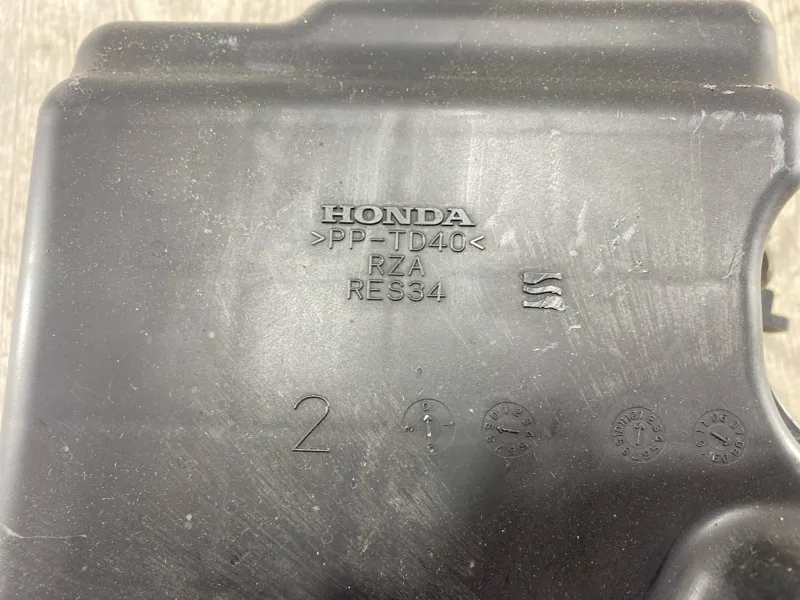 HONDA
>PP-TD40<
RZA
RES34
2